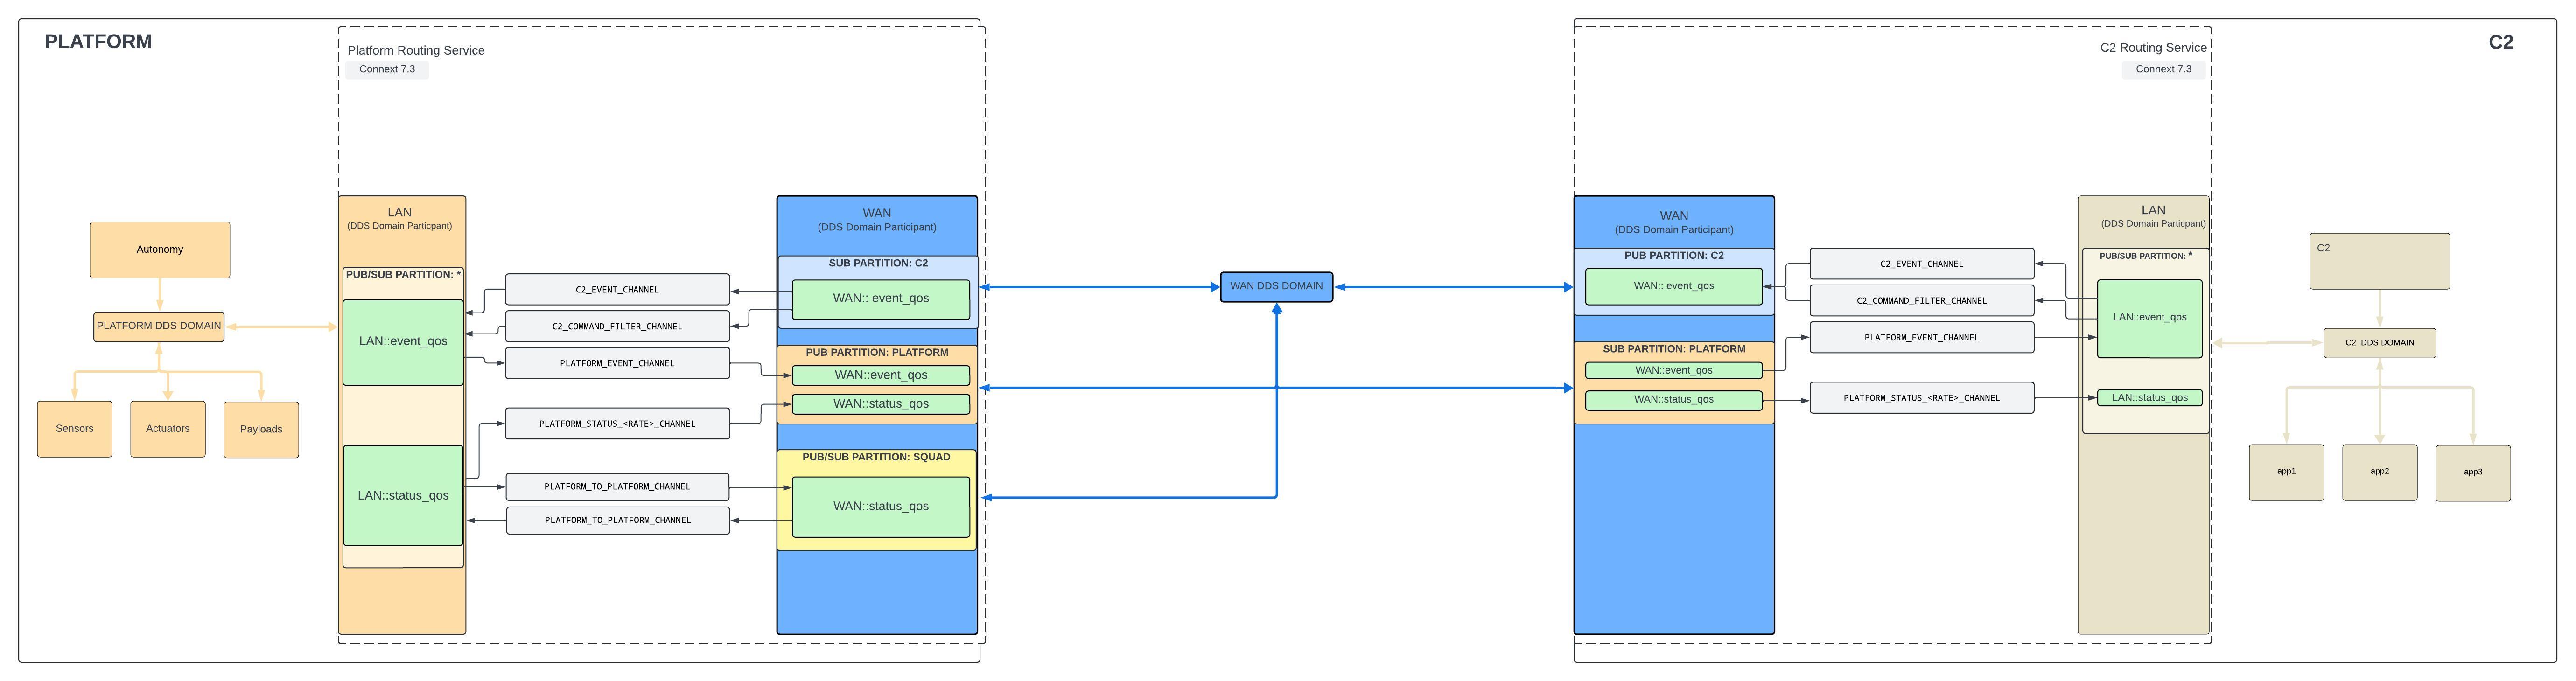 PLATFORM
Platform Routing Service
Connext 7.3
Autonomy
PLATFORM DDS DOMAIN
Sensors
Actuators
Payloads
LAN
(DDS Domain Particpant)
PUB/SUB PARTITION: *
LAN::event_qos
LAN::status_qos
C2_EVENT_CHANNEL
C2_COMMAND_FILTER_CHANNEL
PLATFORM_EVENT_CHANNEL
PLATFORM_STATUS_<RATE>_CHANNEL
PLATFORM_TO_PLATFORM_CHANNEL
PLATFORM_TO_PLATFORM_CHANNEL
WAN
(DDS Domain Participant)
SUB PARTITION: C2
WAN:: event_qos
PUB PARTITION: PLATFORM
WAN::event_qos
WAN::status_qos
PUB/SUB PARTITION: SQUAD
WAN::status_qos
WAN DDS DOMAIN
C2 Routing Service
Connext 7.3
C2
WAN
(DDS Domain Participant)
PUB PARTITION: C2
WAN:: event_qos
SUB PARTITION: PLATFORM
WAN::event_qos
WAN::status_qos
C2_EVENT_CHANNEL
C2_COMMAND_FILTER_CHANNEL
PLATFORM_EVENT_CHANNEL
PLATFORM_STATUS_<RATE>_CHANNEL
LAN
(DDS Domain Particpant)
PUB/SUB PARTITION: *
LAN::event_qos
LAN::status_qos
C2
C2 DDS DOMAIN
app1
app2
app3